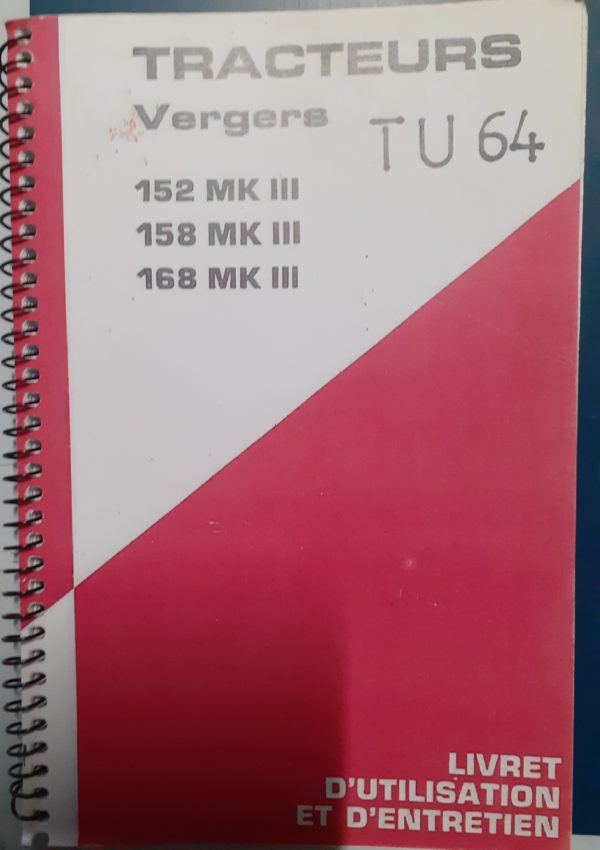 TRACTEURS
Vergers
TU 64
152 MK III
158 MK III
168 MK III
LIVRET
D'UTILISATION
ET D'ENTRETIEN